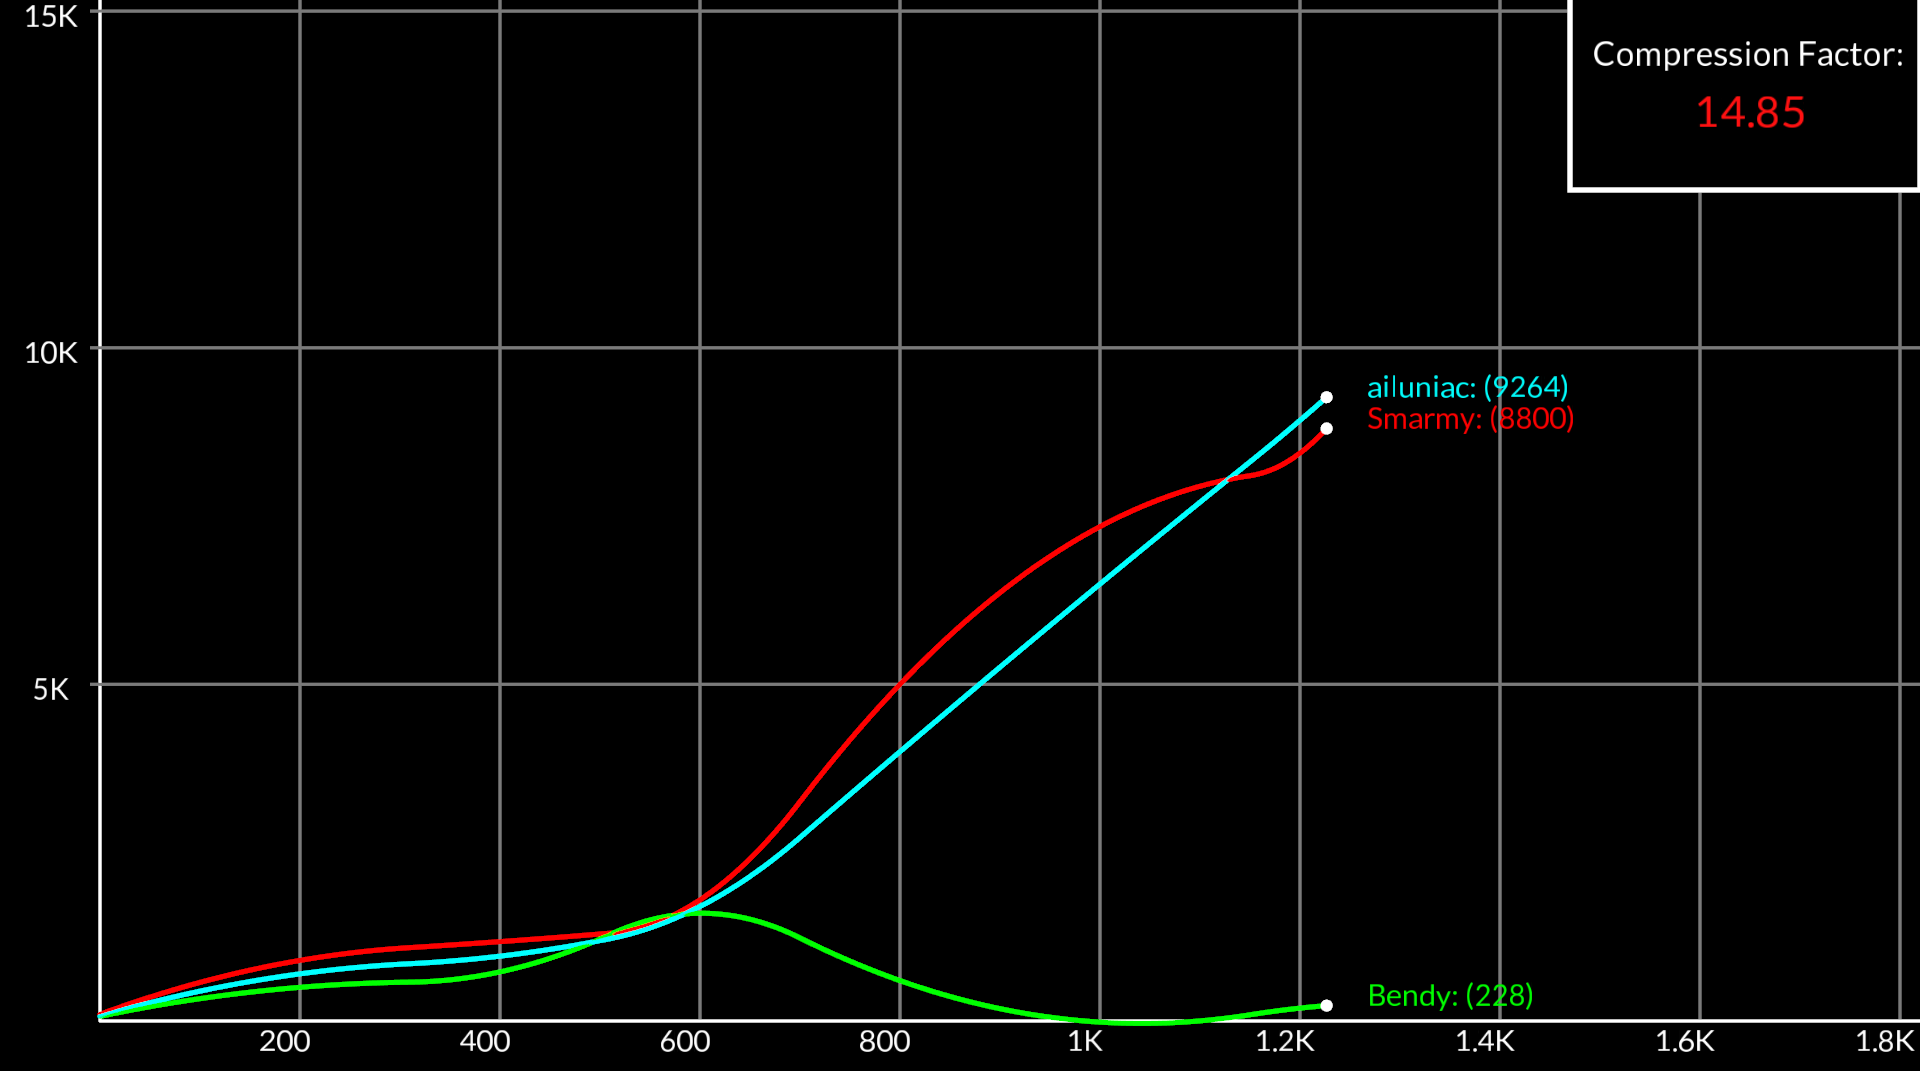 15K
Compression Factor:
14.85
10K
ailuniac: (9264)
Smarmy: (8800)
5K
Bendy: (228)
200 400 600 800 1K 1.2K 1.4K 1.6K 1.8K